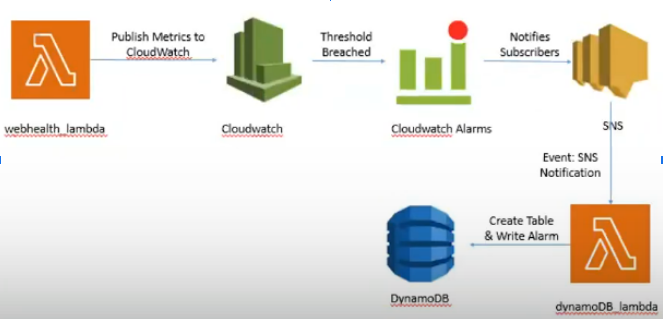 Publish Metrics to
CloudWatch
Threshold
Breached
Notifies
Subscribers
webhealth_lambda
Cloudwatch
Cloudwatch Alarms
SNS
Event: SNS
Notification
Create Table
& Write Alarm
DynamoDB
dynamoDB_lambda